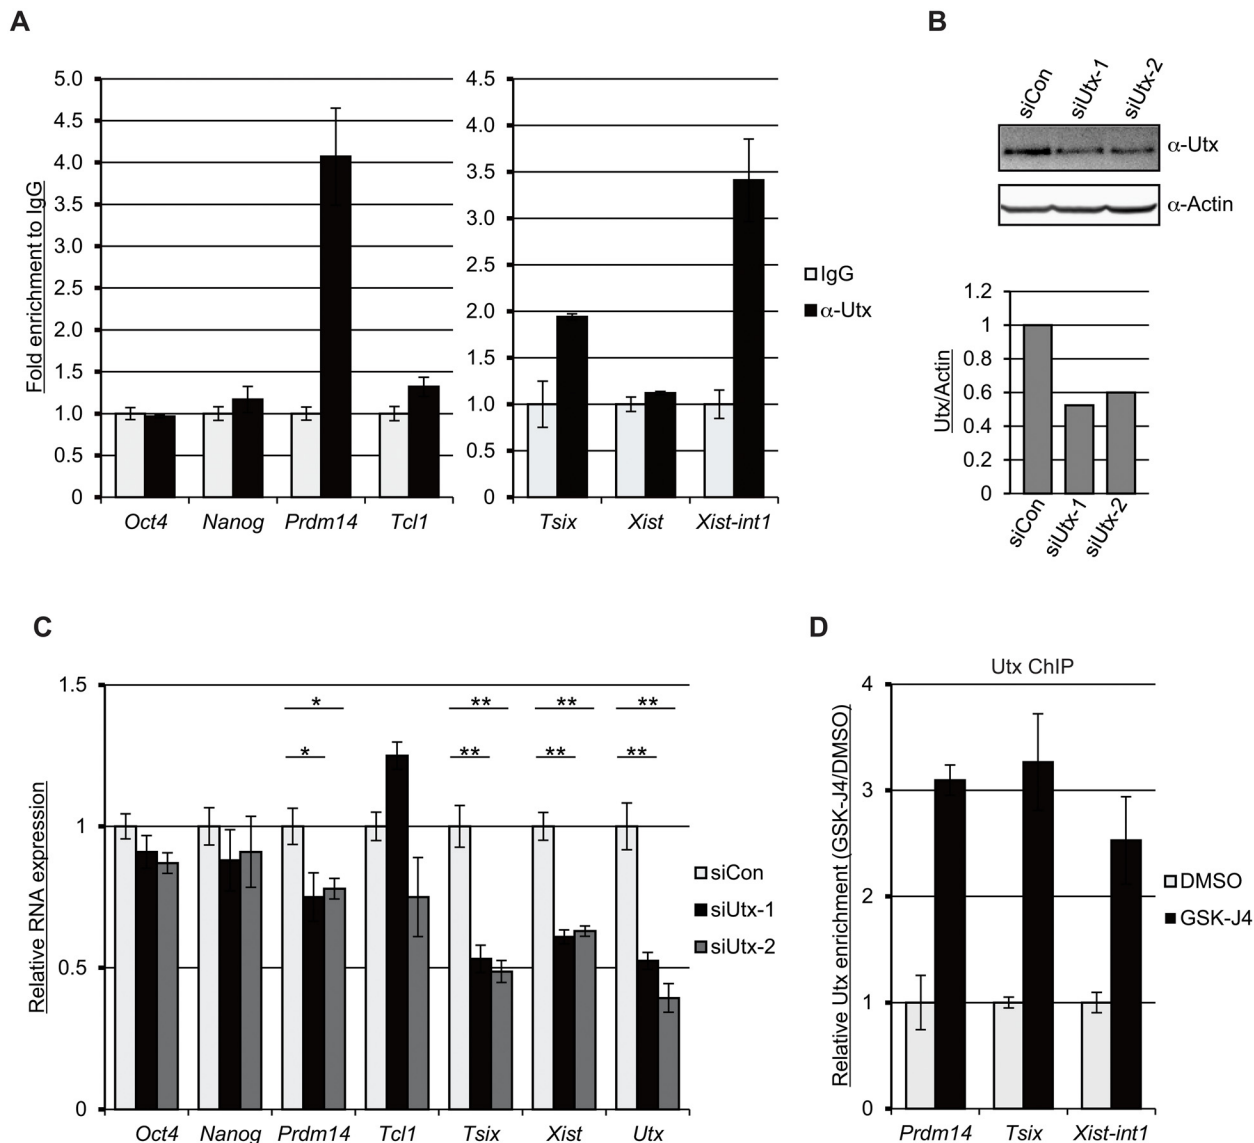 A
Fold enrichment to IgG
5.0
4.5
4.0
3.5
3.0
2.5
2.0
1.5
1.0
0.5
0
Oct4 Nanog Prdm14 Tcl1
4.5
4.0
3.5
3.0
2.5
2.0
1.5
1.0
0.5
0
Tsix Xist Xist-int1
IgG
α-Utx
B
siCon siUtx-1 siUtx-2
α-Utx
α-Actin
Utx/Actin
1.2
1
0.8
0.6
0.4
0.2
0
siCon siUtx-1 siUtx-2
C
Relative RNA expression
1.5
1
0.5
0
* ** ** **
* ** ** **
Oct4 Nanog Prdm14 Tcl1 Tsix Xist Utx
siCon
siUtx-1
siUtx-2
D
Utx ChIP
Relative Utx enrichment (GSK-J4/DMSO)
4
3
2
1
0
Prdm14 Tsix Xist-int1
DMSO
GSK-J4